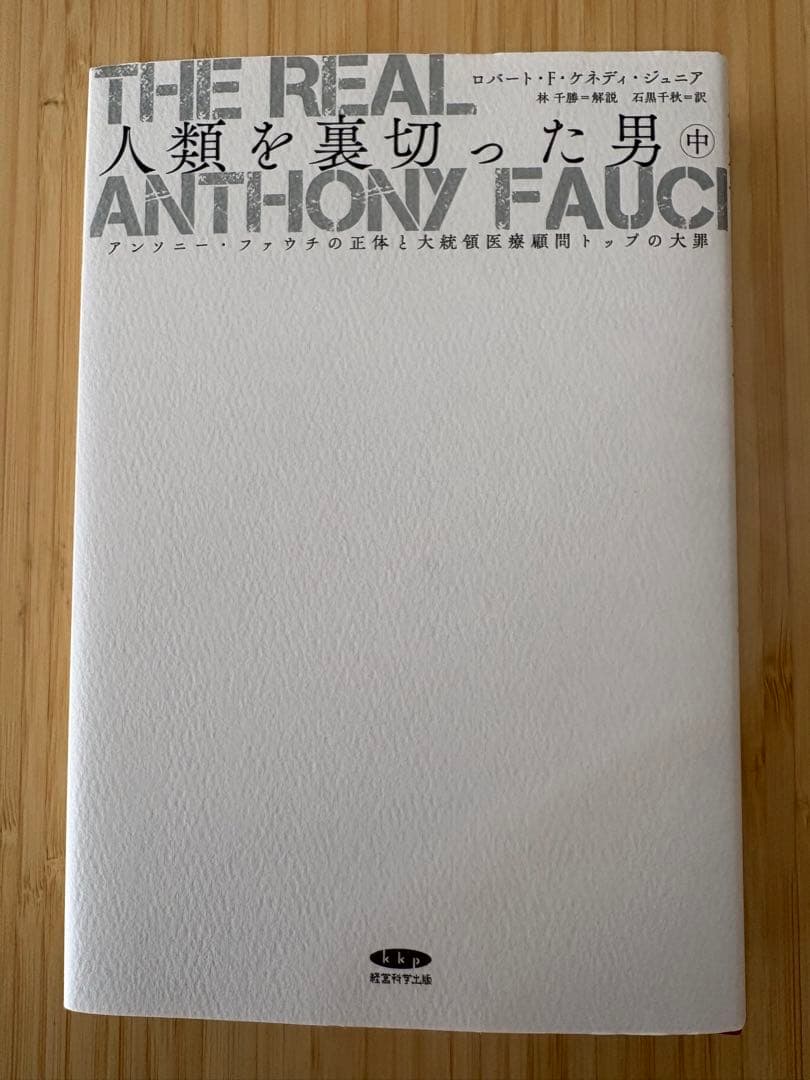 THE REAL
ロバート・F・ケネディ・ジュニア
林 千勝=解説 石黒千秋=訳
人類を裏切った男 ㊥
ANTHONY FAUCI
アンソニー・ファウチの正体と大統領医療顧問トップの大罪
kkp
経営科学出版